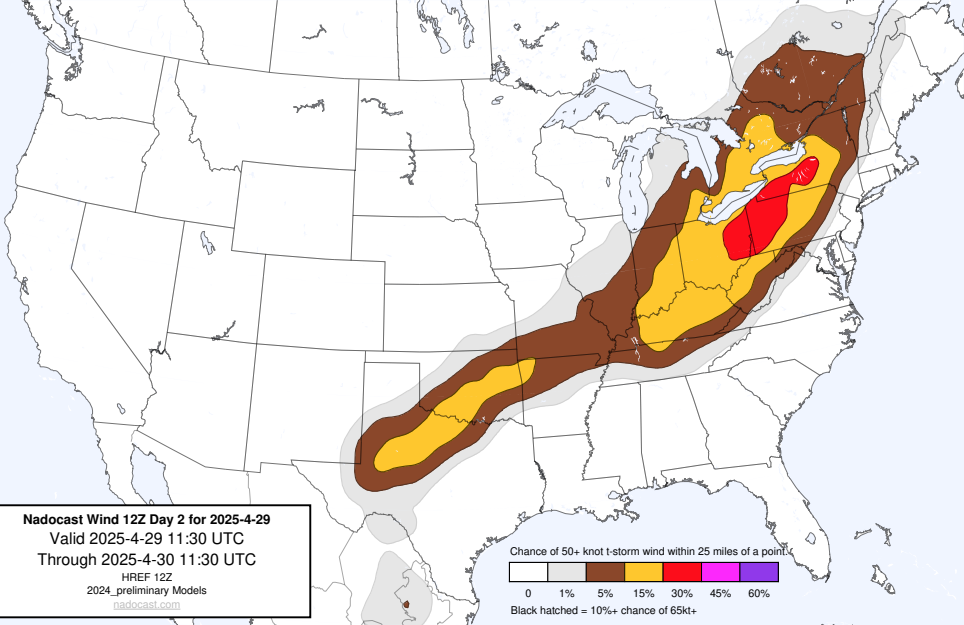 Nadocast Wind 12Z Day 2 for 2025-4-29
Valid 2025-4-29 11:30 UTC
Through 2025-4-30 11:30 UTC
HREF 12Z
2024_preliminary Models
nadocast.com
Chance of 50+ knot t-storm wind within 25 miles of a point.
0 1% 5% 15% 30% 45% 60%
Black hatched = 10%+ chance of 65kt+